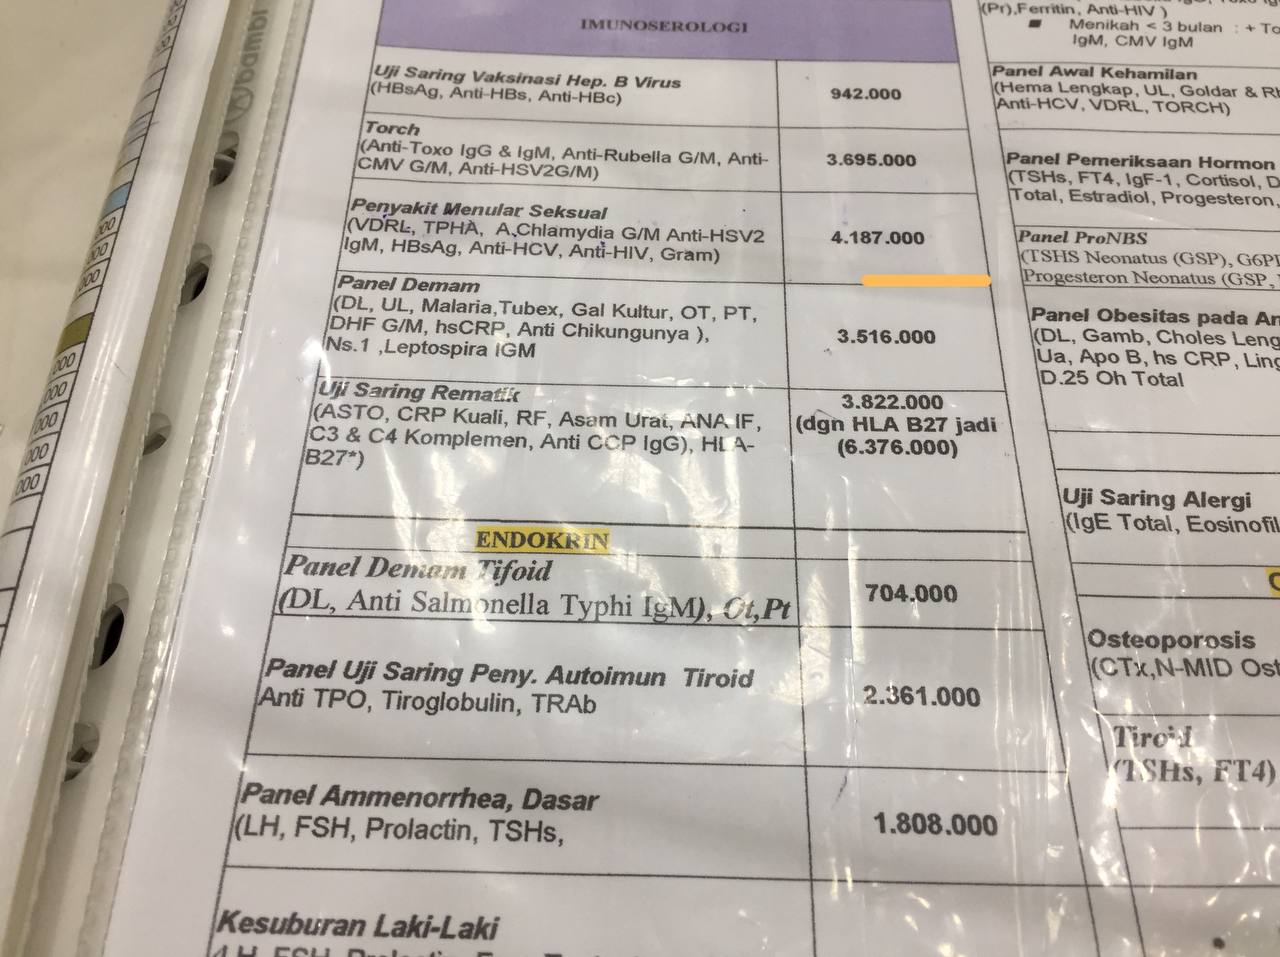 bambi
IMUNOSEROLOGI
Uji Saring Vaksinasi Hep. B Virus
(HBsAg, Anti-HBs, Anti-HBc)
942.000
Torch
(Anti-Toxo IgG & IgM, Anti-Rubella G/M, Anti-
CMV G/M, Anti-HSV2G/M)
3.695.000
Penyakit Menular Seksual
(VDRL, TPHA, A.Chlamydia G/M Anti-HSV2
IgM, HBsAg, Anti-HCV, Anti-HIV, Gram)
4.187.000
Panel Demam
(DL, UL, Malaria,Tubex, Gal Kultur, OT, PT,
DHF G/M, hsCRP, Anti Chikungunya ),
Ns.1 ,Leptospira IGM
3.516.000
Uji Saring Rematik
(ASTO, CRP Kuali, RF, Asam Urat, ANA IF,
C3 & C4 Komplemen, Anti CCP IgG), HLA-
B27*)
3.822.000
(dgn HLA B27 jadi
(6.376.000)
ENDOKRIN
Panel Demam Tifoid
(DL, Anti Salmonella Typhi IgM), Ot,Pt
704.000
Panel Uji Saring Peny. Autoimun Tiroid
Anti TPO, Tiroglobulin, TRAb
2.361.000
Panel Ammenorrhea, Dasar
(LH, FSH, Prolactin, TSHs,
1.808.000
Kesuburan Laki-Laki
(Pr),Ferritin, Anti-HIV )
Menikah < 3 bulan : + To
IgM, CMV IgM
Panel Awal Kehamilan
(Hema Lengkap, UL, Goldar & Rh
Anti-HCV, VDRL, TORCH)
Panel Pemeriksaan Hormon
(TSHs, FT4, IgF-1, Cortisol, D
Total, Estradiol, Progesteron,
Panel ProNBS
(TSHS Neonatus (GSP), G6PD
Progesteron Neonatus (GSP,
Panel Obesitas pada An
(DL, Gamb, Choles Leng
Ua, Apo B, hs CRP, Ling
D.25 Oh Total
Uji Saring Alergi
(IgE Total, Eosinofil
Osteoporosis
(CTx,N-MID Ost
Tiroid
(TSHs, FT4)